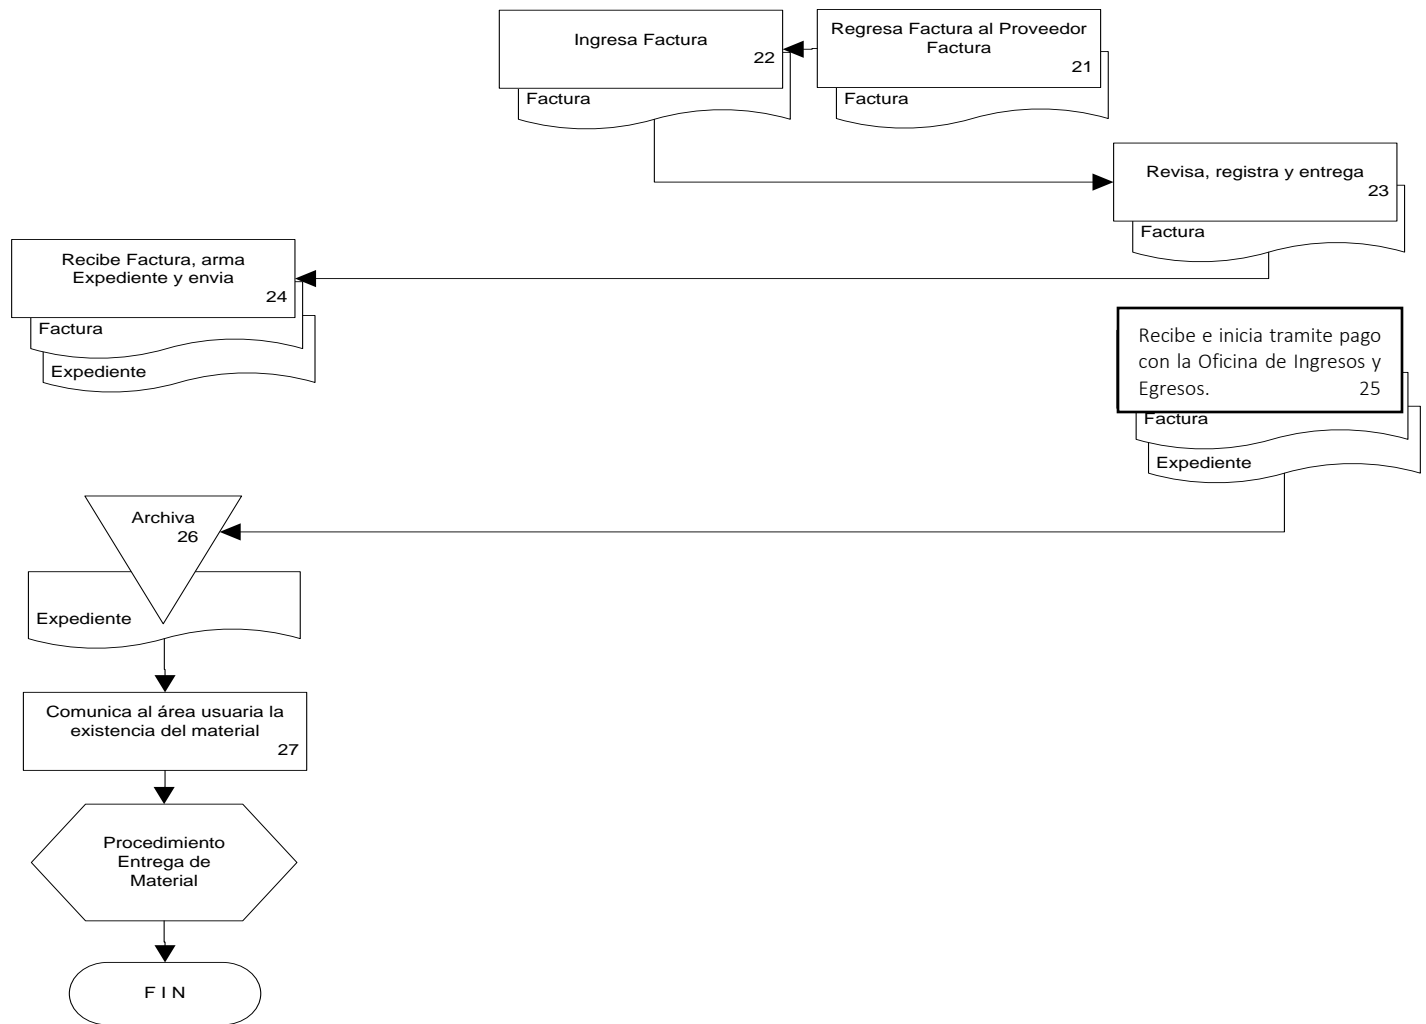 Regresa Factura al Proveedor
Factura
21
Factura
Ingresa Factura
22
Factura
Revisa, registra y entrega
23
Factura
Recibe Factura, arma
Expediente y envia
24
Factura
Expediente
Recibe e inicia tramite pago
con la Oficina de Ingresos y
Egresos. 25
Factura
Expediente
Archiva
26
Expediente
Comunica al área usuaria la
existencia del material
27
Procedimiento
Entrega de
Material
F I N